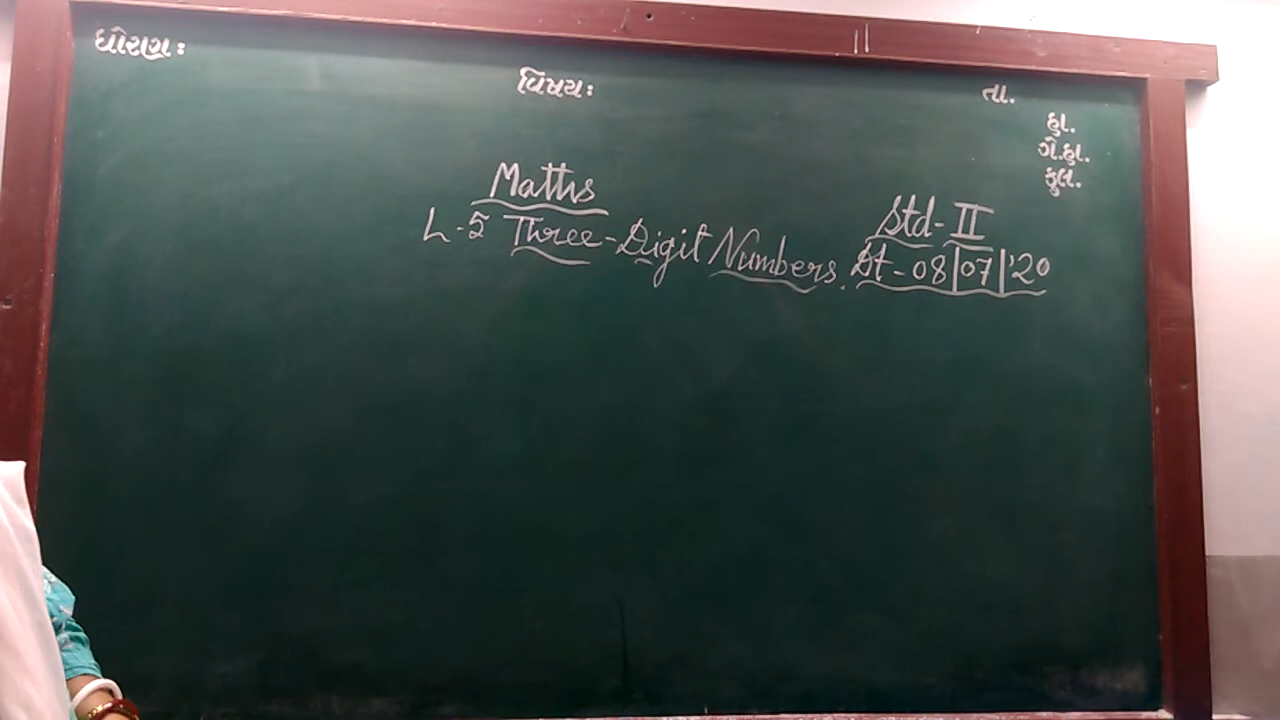 ધોરણ :
વિષય :
તા.
હા.
ગે.હા.
કુલ.
Maths
Std - II
L - 5 Three - Digit Numbers.
Dt - 08|07|'20